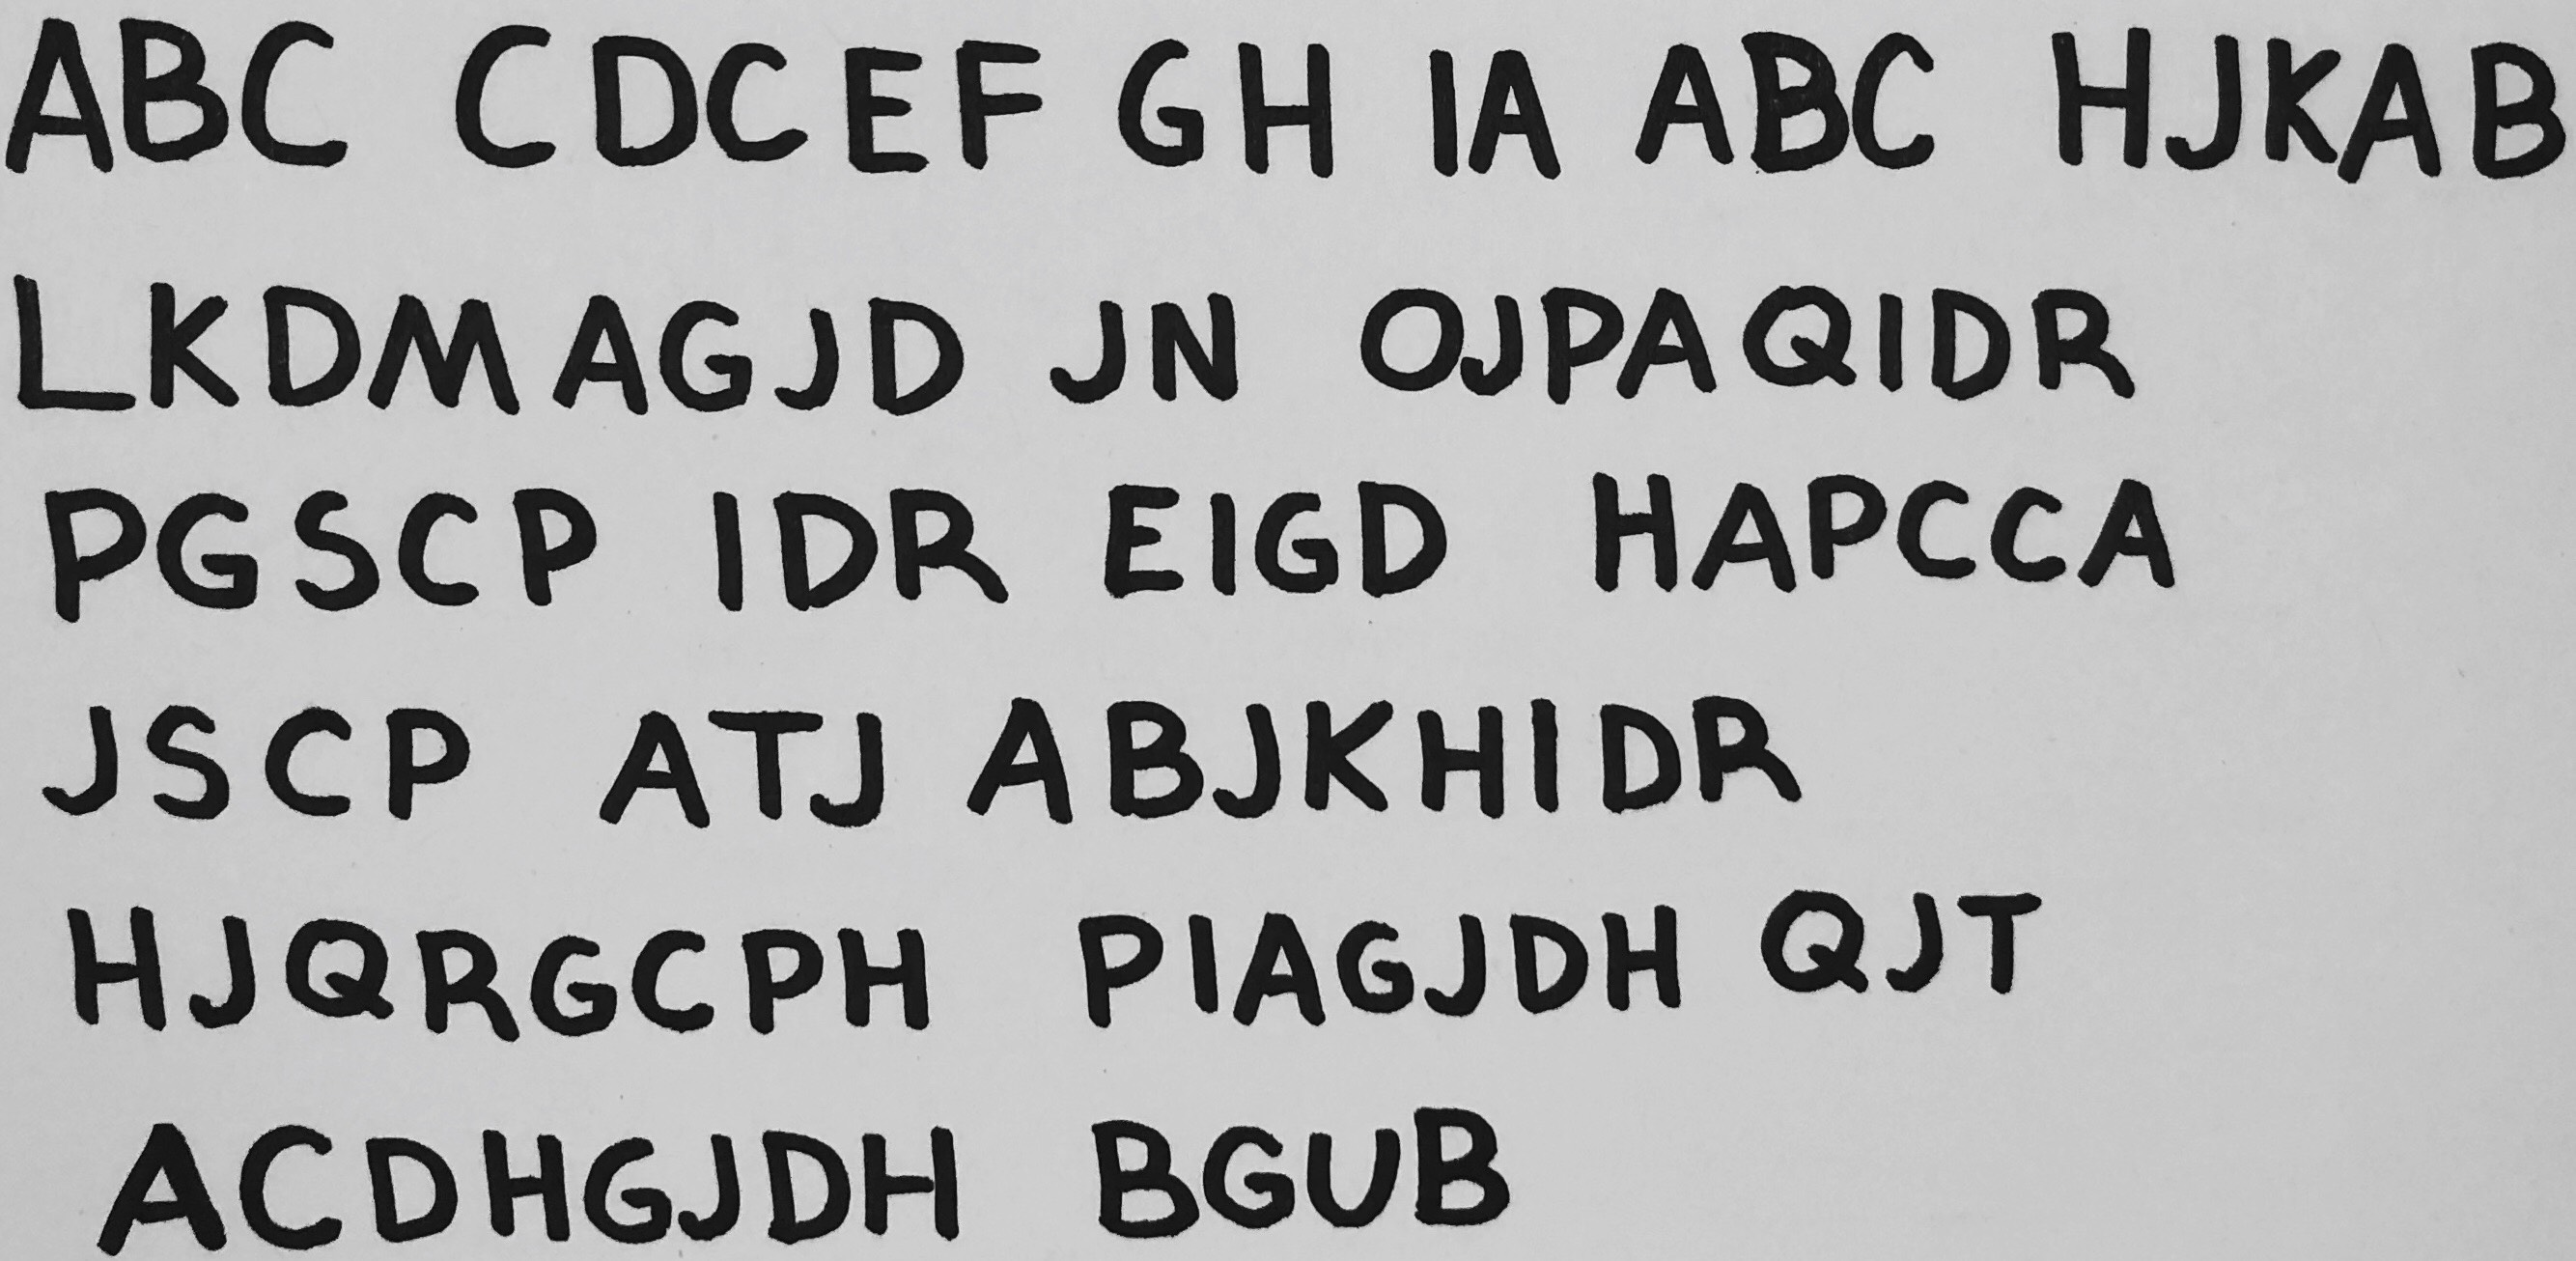 ABC CDCEF GH IA ABC HJKAB
LKDMAGJD JN OJPAQIDR
PGSCP IDR EIGD HAPCCA
JSCP ATJ ABJKHIDR
HJQRGCPH PIAGJDH QJT
ACDHGJDH BGUB